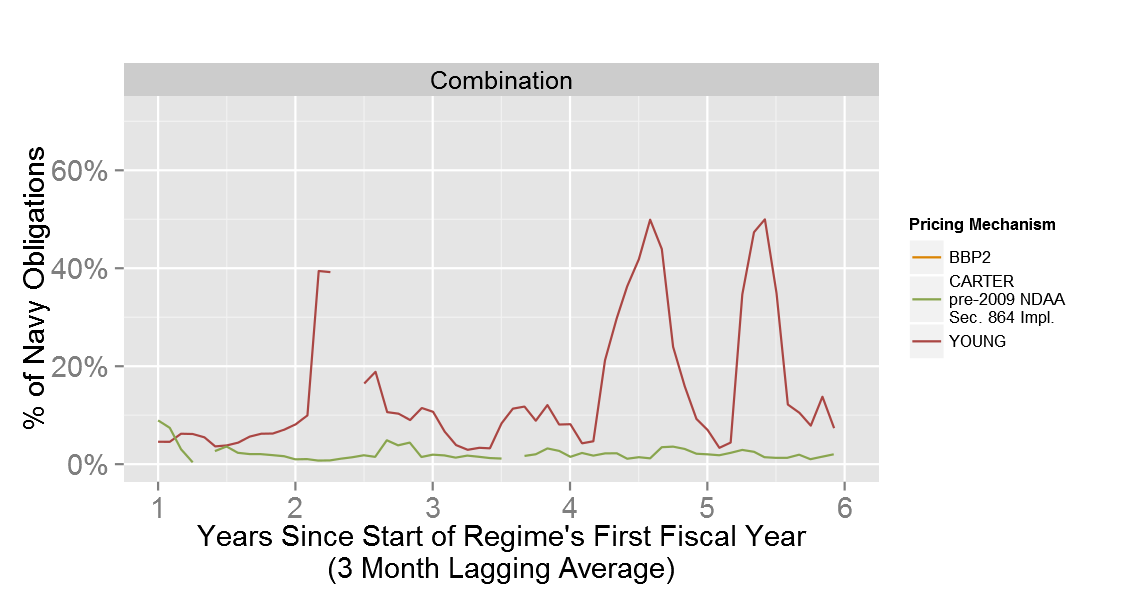 Combination
% of Navy Obligations
60%
40%
20%
0%
1 2 3 4 5 6
Years Since Start of Regime's First Fiscal Year
(3 Month Lagging Average)
Pricing Mechanism
BBP2
CARTER
pre-2009 NDAA
Sec. 864 Impl.
YOUNG